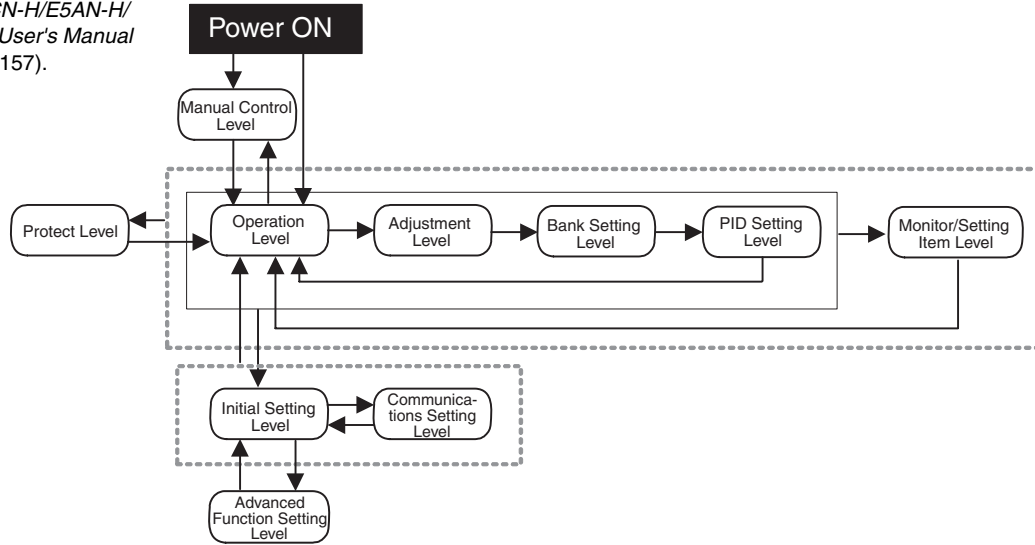 CN-H/E5AN-H/
User's Manual
157).
Power ON
Manual Control
Level
Protect Level
Operation
Level
Adjustment
Level
Bank Setting
Level
PID Setting
Level
Monitor/Setting
Item Level
Initial Setting
Level
Communica-
tions Setting
Level
Advanced
Function Setting
Level